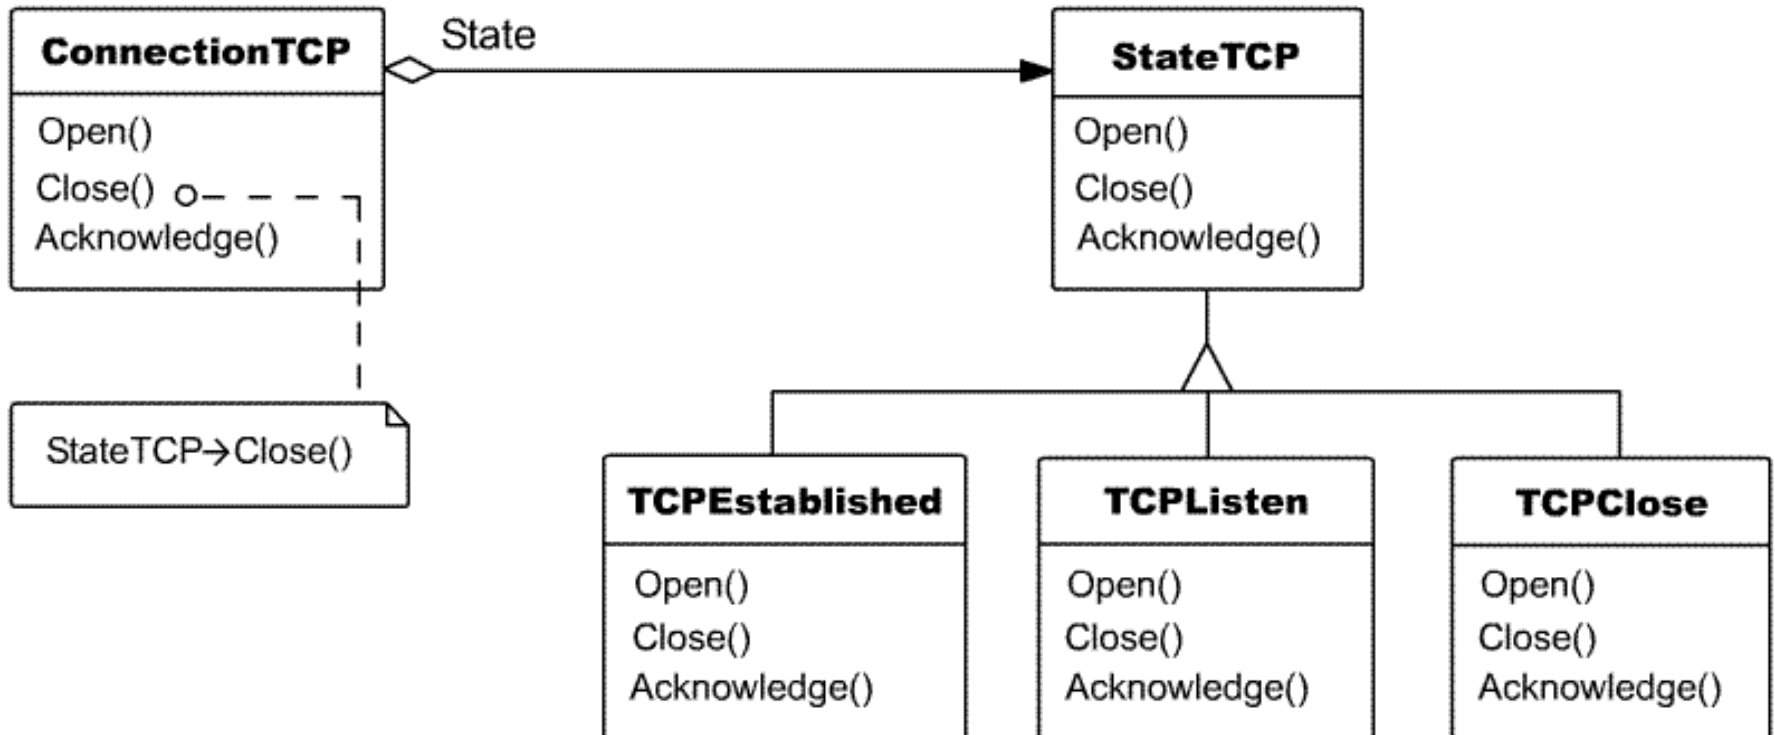 ConnectionTCP
Open()
Close()
Acknowledge()
State
StateTCP
Open()
Close()
Acknowledge()
StateTCP→Close()
TCPEstablished
Open()
Close()
Acknowledge()
TCPListen
Open()
Close()
Acknowledge()
TCPClose
Open()
Close()
Acknowledge()